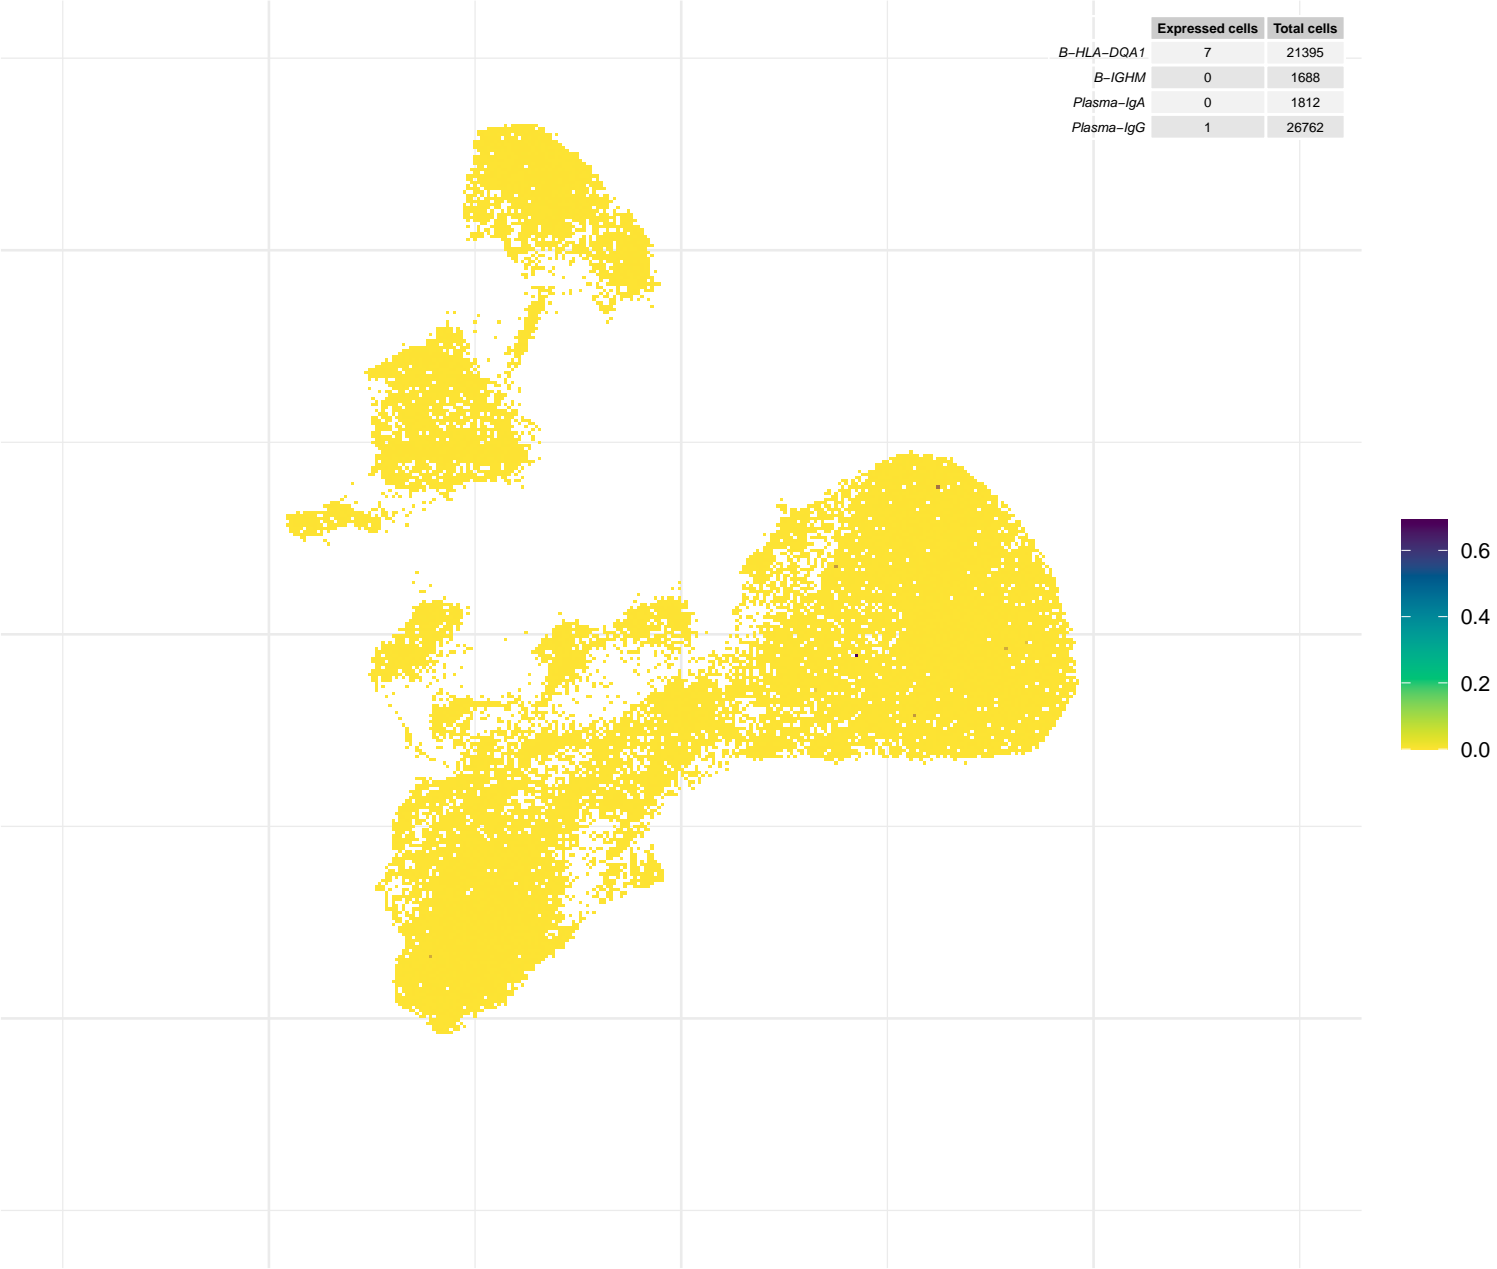 Expressed cells Total cells
B−HLA−DQA1 7 21395
B−IGHM 0 1688
Plasma−IgA 0 1812
Plasma−IgG 1 26762
0.6
0.4
0.2
0.0